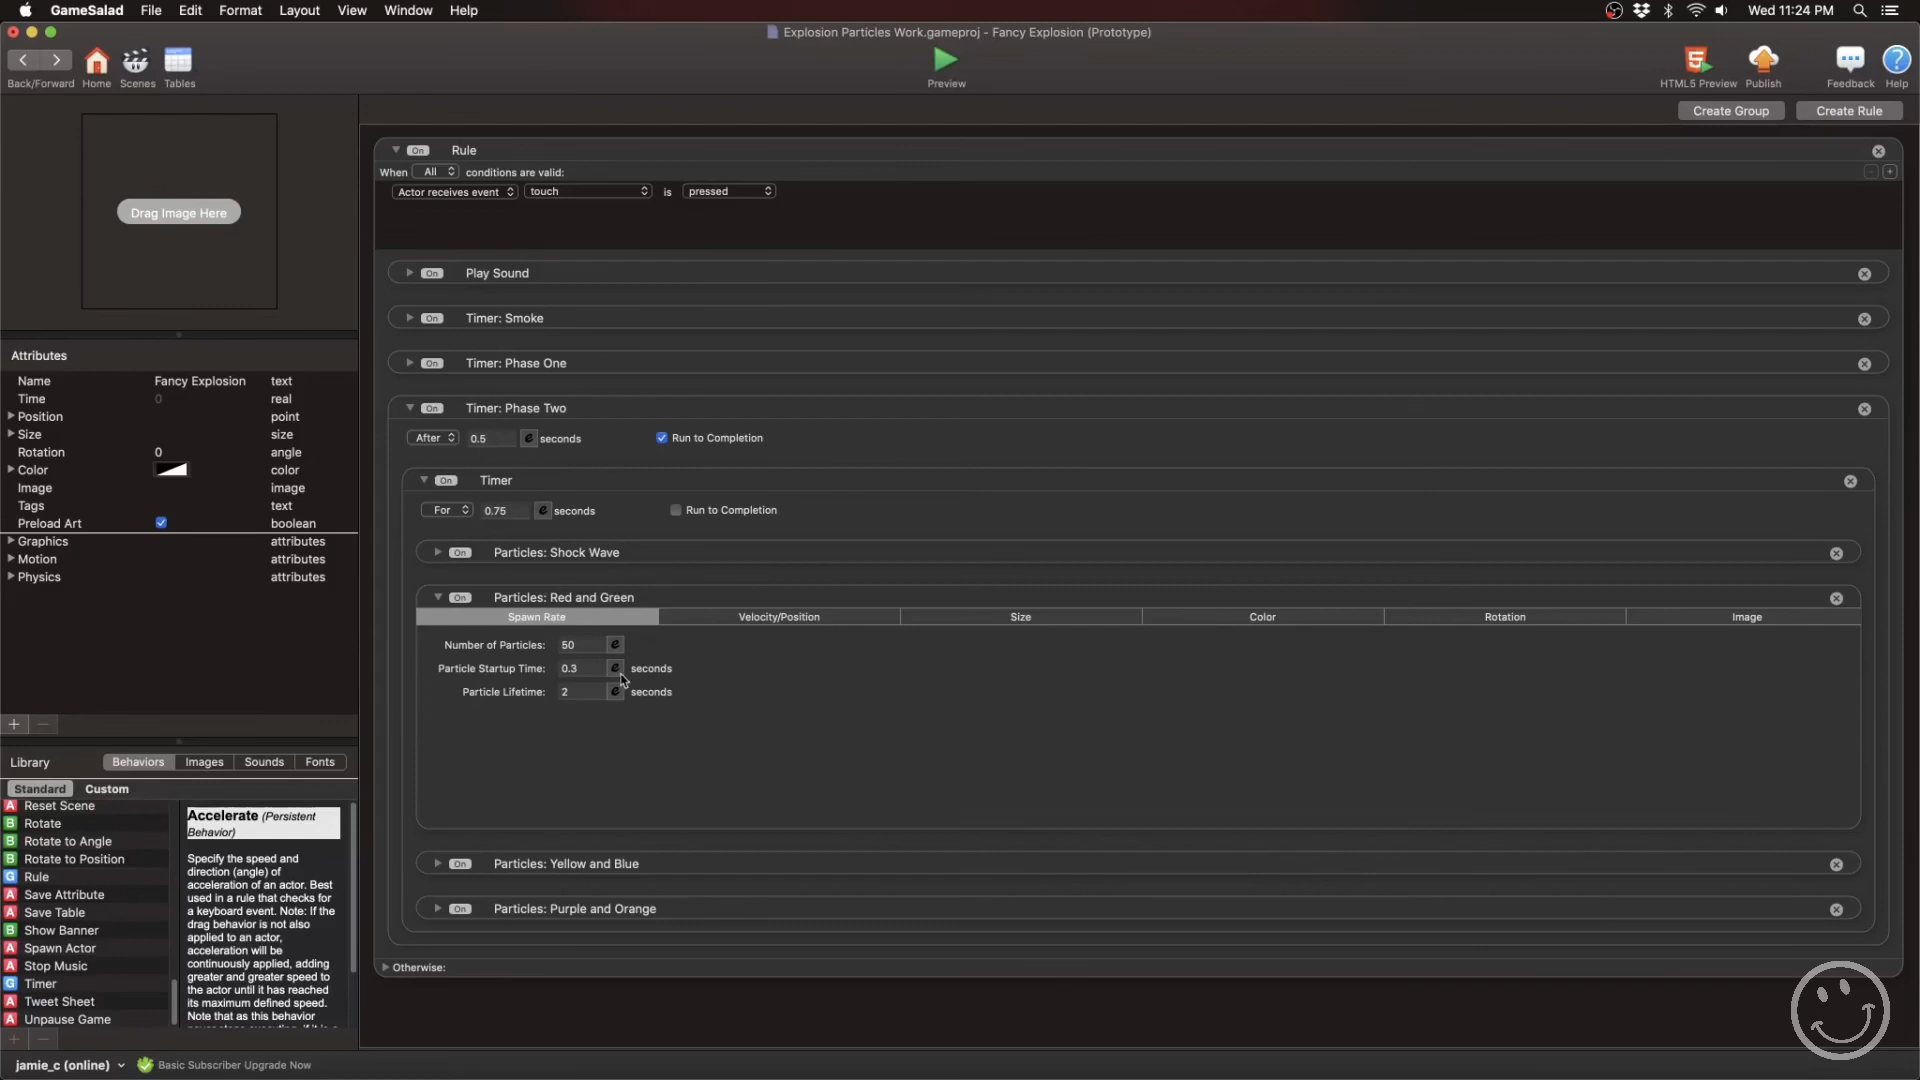 GameSalad File Edit Format Layout View Window Help Wed 11:24 PM
Explosion Particles Work.gameproj - Fancy Explosion (Prototype)
Back/Forward Home Scenes Tables Preview HTML5 Preview Publish Feedback Help
Create Group Create Rule
Drag Image Here
Attributes
Name Fancy Explosion text
Time 0 real
Position point
Size size
Rotation 0 angle
Color color
Image image
Tags text
Preload Art boolean
Graphics attributes
Motion attributes
Physics attributes
+ −
Library Behaviors Images Sounds Fonts
Standard Custom
A Reset Scene
B Rotate
B Rotate to Angle
B Rotate to Position
G Rule
A Save Attribute
A Save Table
B Show Banner
A Spawn Actor
A Stop Music
G Timer
A Tweet Sheet
A Unpause Game
Accelerate (Persistent
Behavior)
Specify the speed and
direction (angle) of
acceleration of an actor. Best
used in a rule that checks for
a keyboard event. Note: If the
drag behavior is not also
applied to an actor,
acceleration will be
continuously applied, adding
greater and greater speed to
the actor until it has reached
its maximum defined speed.
Note that as this behavior
jamie_c (online) Basic Subscriber Upgrade Now
On Rule
When All conditions are valid:
Actor receives event touch is pressed
On Play Sound
On Timer: Smoke
On Timer: Phase One
On Timer: Phase Two
After 0.5 e seconds Run to Completion
On Timer
For 0.75 e seconds Run to Completion
On Particles: Shock Wave
On Particles: Red and Green
Spawn Rate Velocity/Position Size Color Rotation Image
Number of Particles: 50 e
Particle Startup Time: 0.3 e seconds
Particle Lifetime: 2 e seconds
On Particles: Yellow and Blue
On Particles: Purple and Orange
Otherwise: